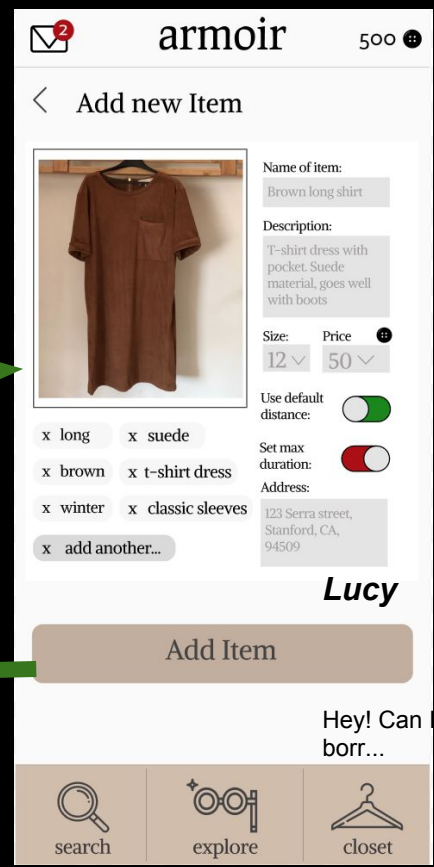 2
armoir
500
Add new Item
Name of item:
Brown long shirt
Description:
T-shirt dress with
pocket. Suede
material, goes well
with boots
Size:
Price
12
50
Use default
distance:
Set max
duration:
Address:
123 Serra street,
Stanford, CA,
94509
x long
x suede
x brown
x t-shirt dress
x winter
x classic sleeves
x add another...
Lucy
Add Item
Hey! Can
borr...
search
explore
closet